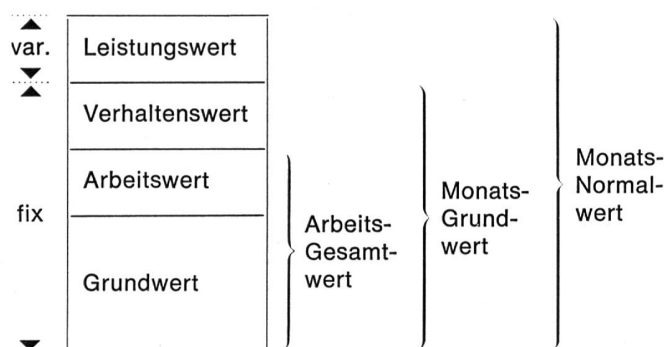 var.
Leistungswert
Verhaltenswert
Arbeitswert
fix
Grundwert
Arbeits-
Gesamt-
wert
Monats-
Grund-
wert
Monats-
Normal-
wert